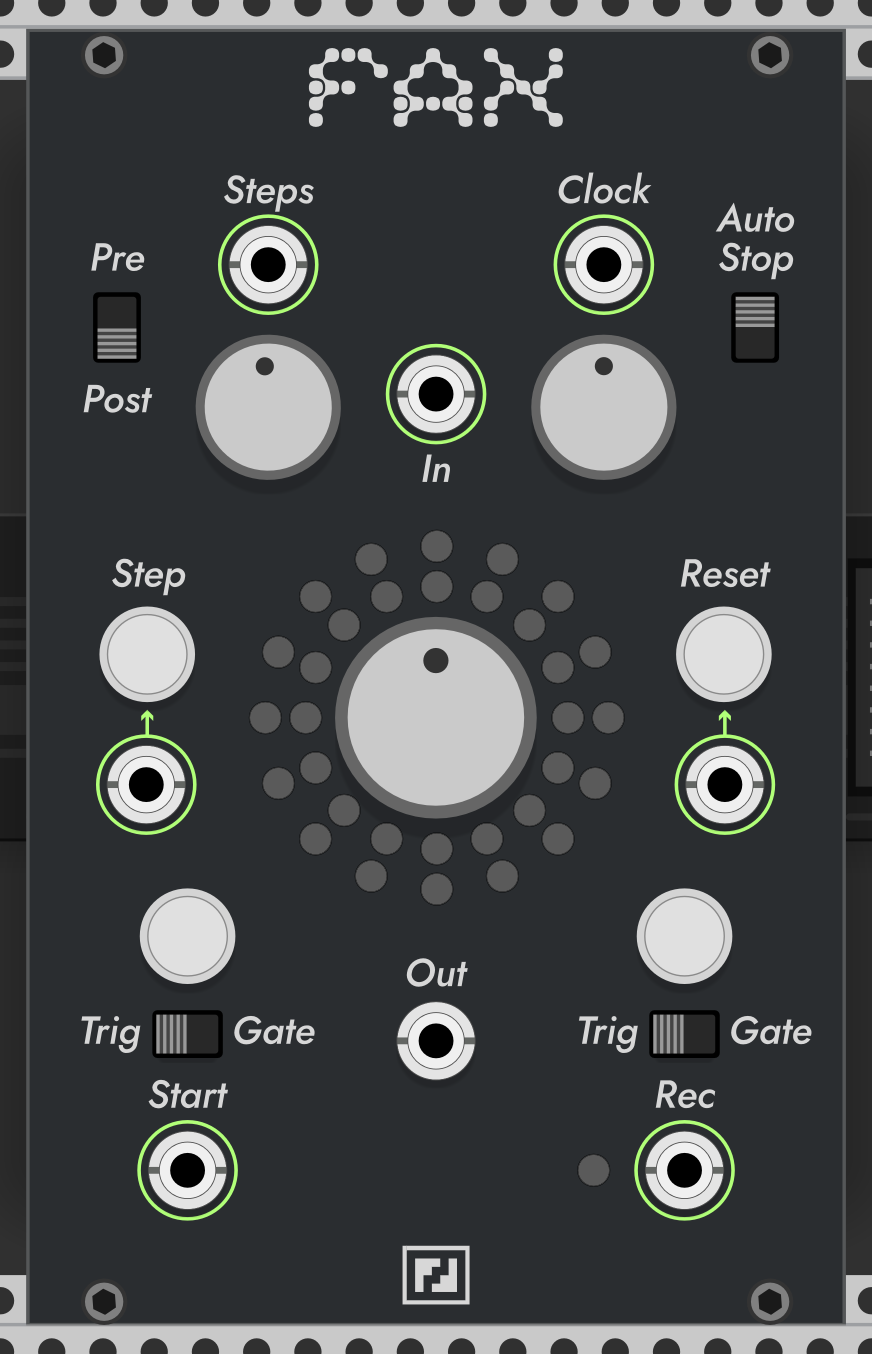 FAX
Steps
Clock
Auto
Stop
Pre
Post
In
Step
Reset
Out
Trig
Gate
Trig
Gate
Start
Rec